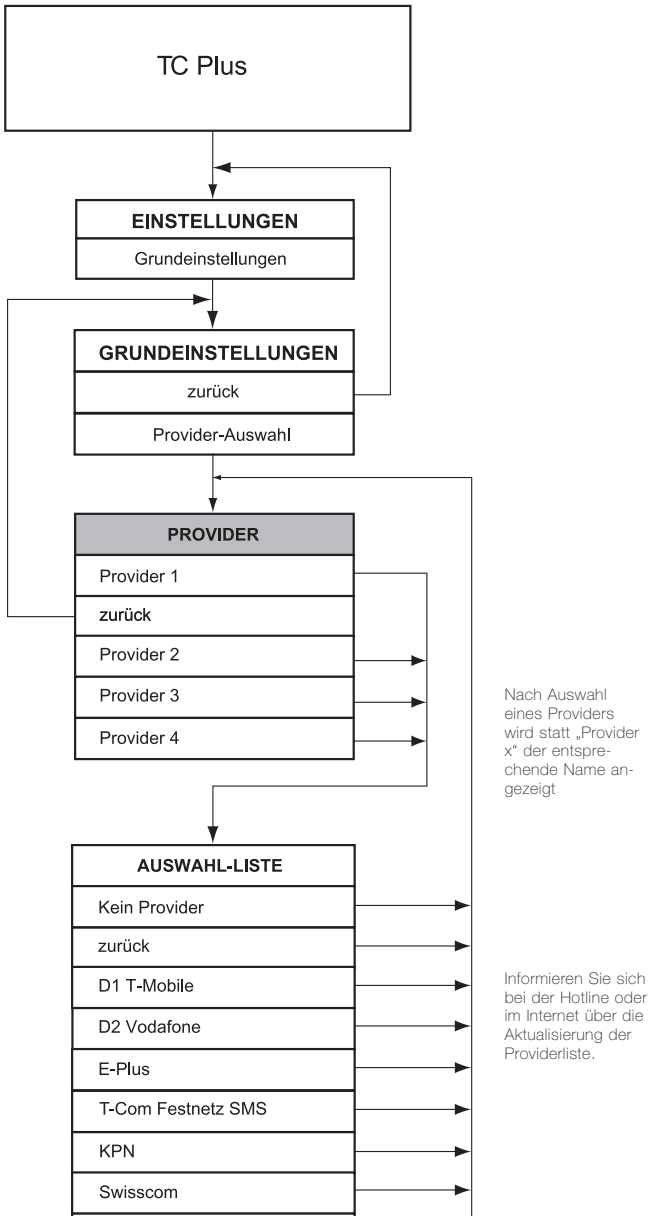 TC Plus
EINSTELLUNGEN
Grundeinstellungen
GRUNDEINSTELLUNGEN
zurück
Provider-Auswahl
PROVIDER
Provider 1
zurück
Provider 2
Provider 3
Provider 4
Nach Auswahl
eines Providers
wird statt „Provider
x“ der entspre-
chende Name an-
gezeigt
AUSWAHL-LISTE
Kein Provider
zurück
D1 T-Mobile
D2 Vodafone
E-Plus
T-Com Festnetz SMS
KPN
Swisscom
Informieren Sie sich
bei der Hotline oder
im Internet über die
Aktualisierung der
Providerliste.